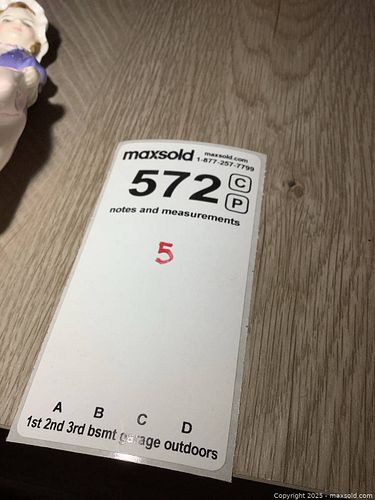 maxsold maxsold.com
1-877-257-7799
572 C
P
notes and measurements
5
A B C D
1st 2nd 3rd bsmt garage outdoors
Copyright 2025 - maxsold.com